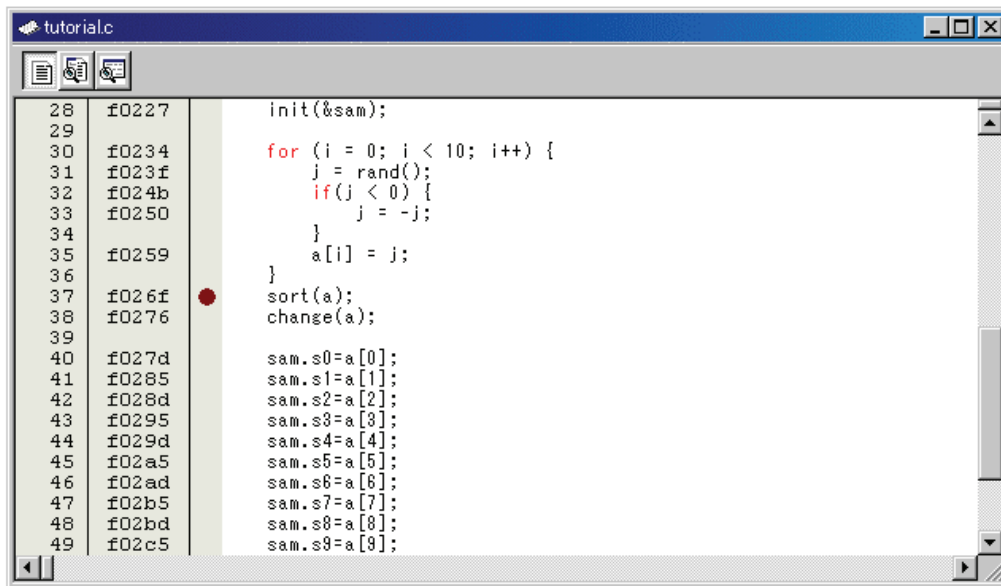 tutorial.c
28 f0227 init(&sam);
29
30 f0234 for (i = 0; i < 10; i++) {
31 f023f j = rand();
32 f024b if(j < 0) {
33 f0250 j = -j;
34 }
35 f0259 a[i] = j;
36 }
37 f026f sort(a);
38 f0276 change(a);
39
40 f027d sam.s0=a[0];
41 f0285 sam.s1=a[1];
42 f028d sam.s2=a[2];
43 f0295 sam.s3=a[3];
44 f029d sam.s4=a[4];
45 f02a5 sam.s5=a[5];
46 f02ad sam.s6=a[6];
47 f02b5 sam.s7=a[7];
48 f02bd sam.s8=a[8];
49 f02c5 sam.s9=a[9];